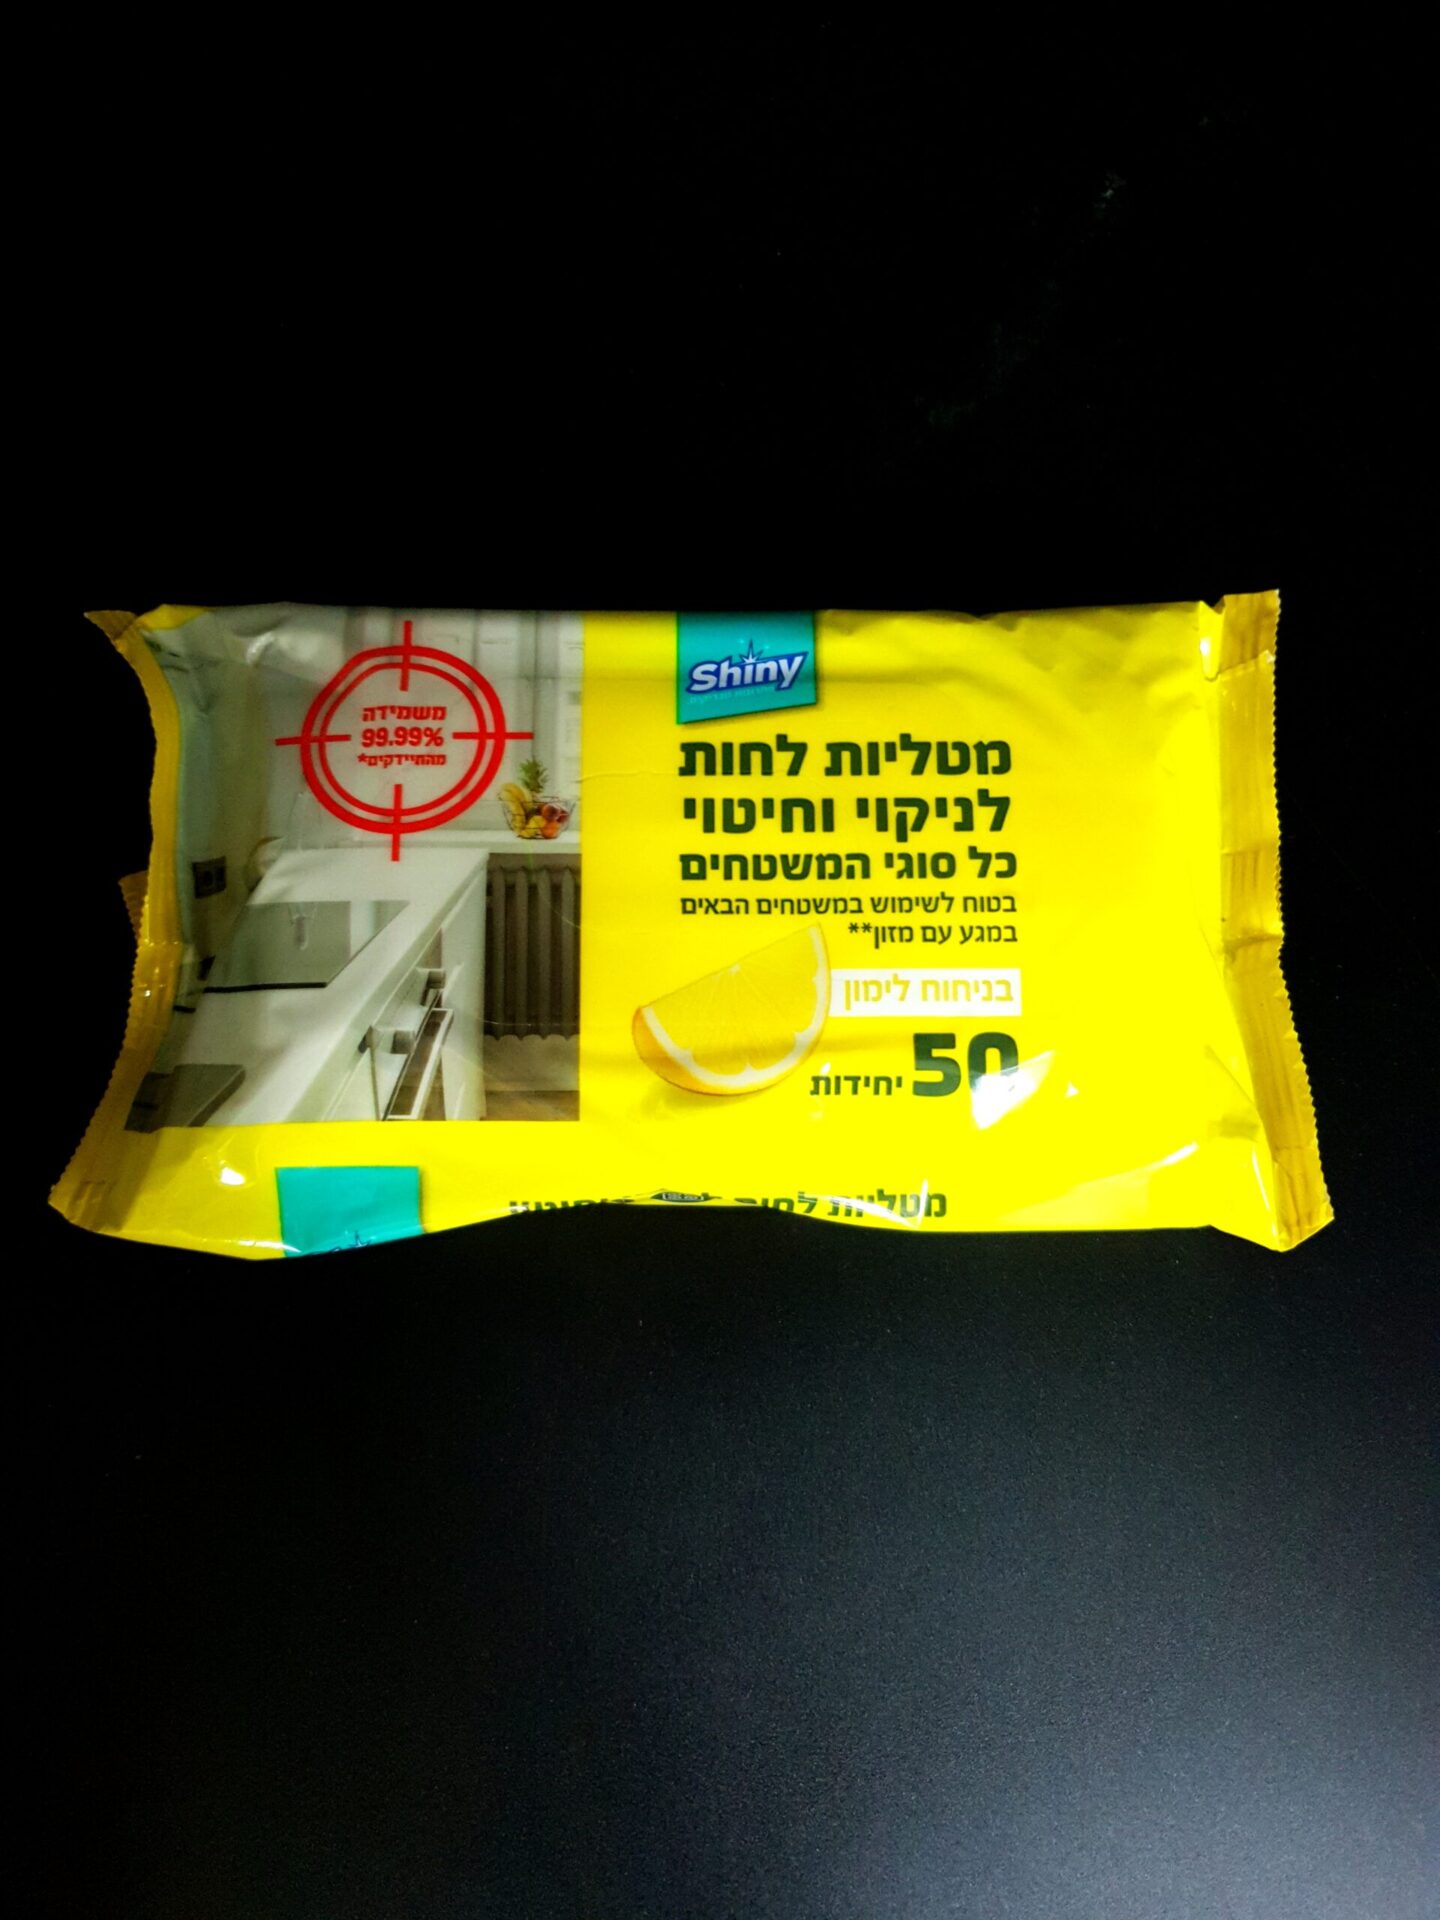 Shiny
מטליות לחות
לניקוי וחיטוי
כל סוגי המשטחים
בטוח לשימוש במשטחים הבאים
במגע עם מזון**
בניחוח לימון
50 יחידות
משמידה
99.99%
מהחיידקים*
מטליות